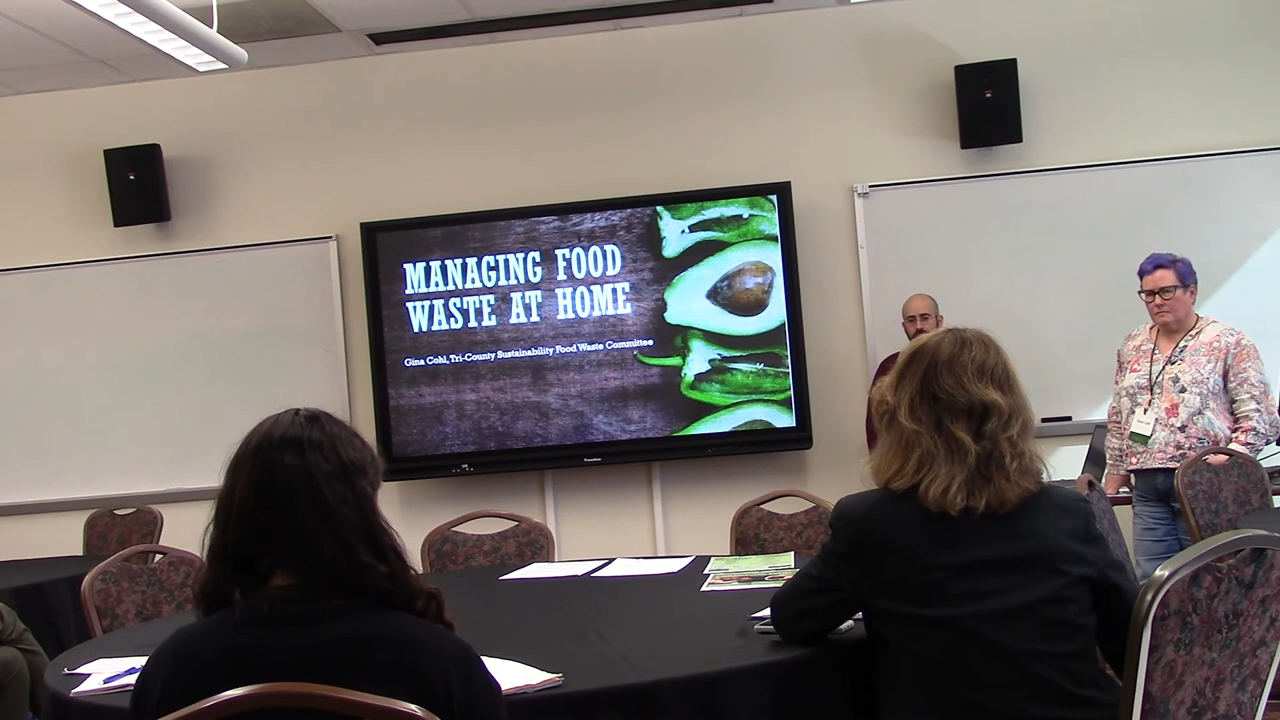 MANAGING FOOD
WASTE AT HOME
Gina Cohl, Tri-County Sustainability Food Waste Committee